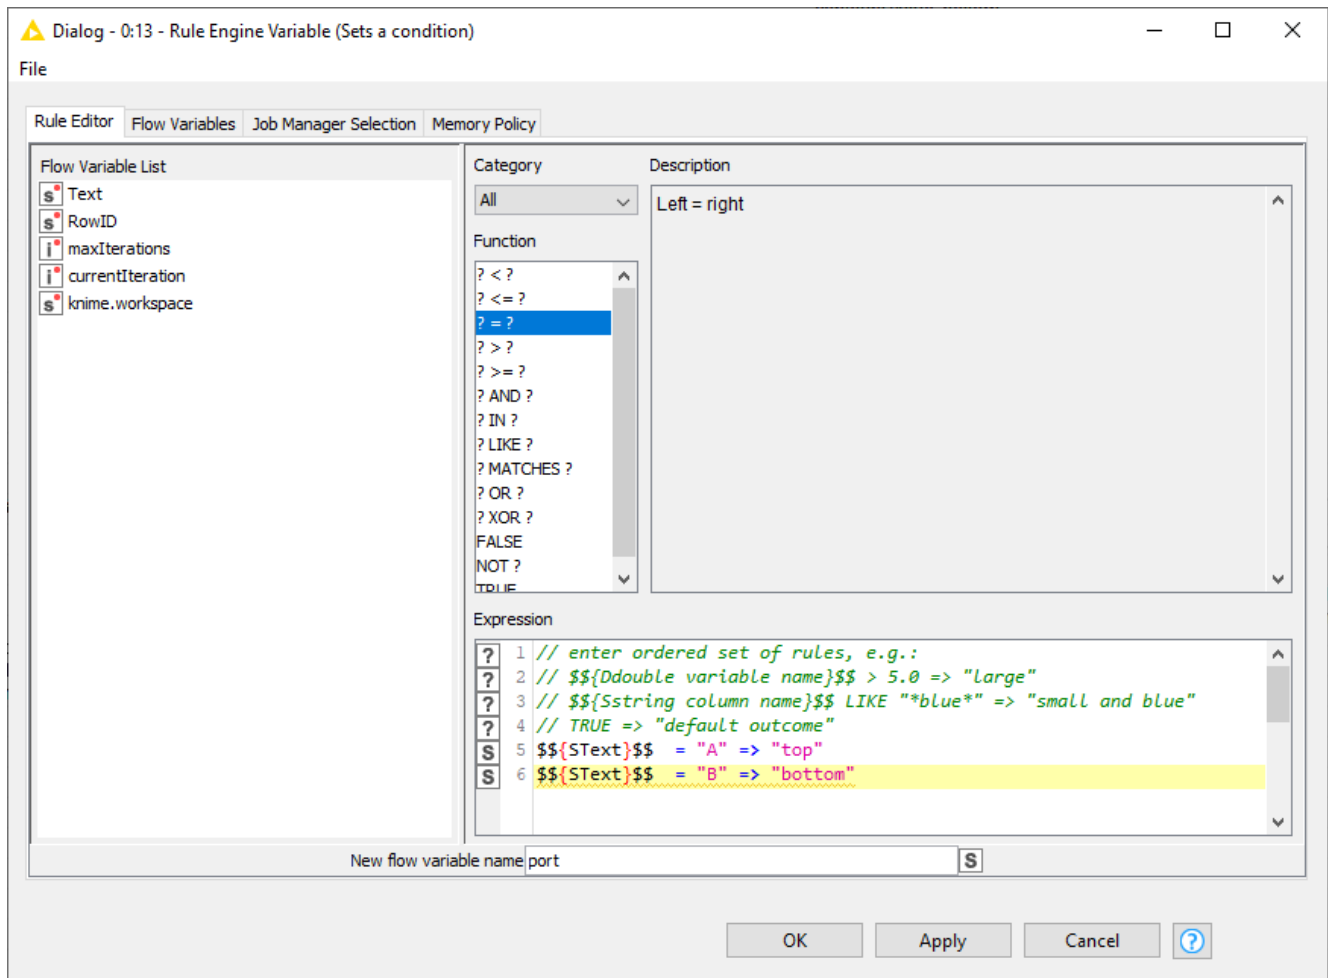 Dialog - 0:13 - Rule Engine Variable (Sets a condition)
File
Rule Editor
Flow Variables
Job Manager Selection
Memory Policy
Flow Variable List
s Text
s RowID
i maxIterations
i currentIteration
s knime.workspace
Category
All
Function
? < ?
? <= ?
? = ?
? > ?
? >= ?
? AND ?
? IN ?
? LIKE ?
? MATCHES ?
? OR ?
? XOR ?
FALSE
NOT ?
TRUE
Description
Left = right
Expression
? 1 // enter ordered set of rules, e.g.:
? 2 // $${Ddouble variable name}$$ > 5.0 => "large"
? 3 // $${Sstring column name}$$ LIKE "*blue*" => "small and blue"
? 4 // TRUE => "default outcome"
S 5 $${SText}$$  = "A" => "top"
S 6 $${SText}$$  = "B" => "bottom"
New flow variable name port S
OK
Apply
Cancel
?